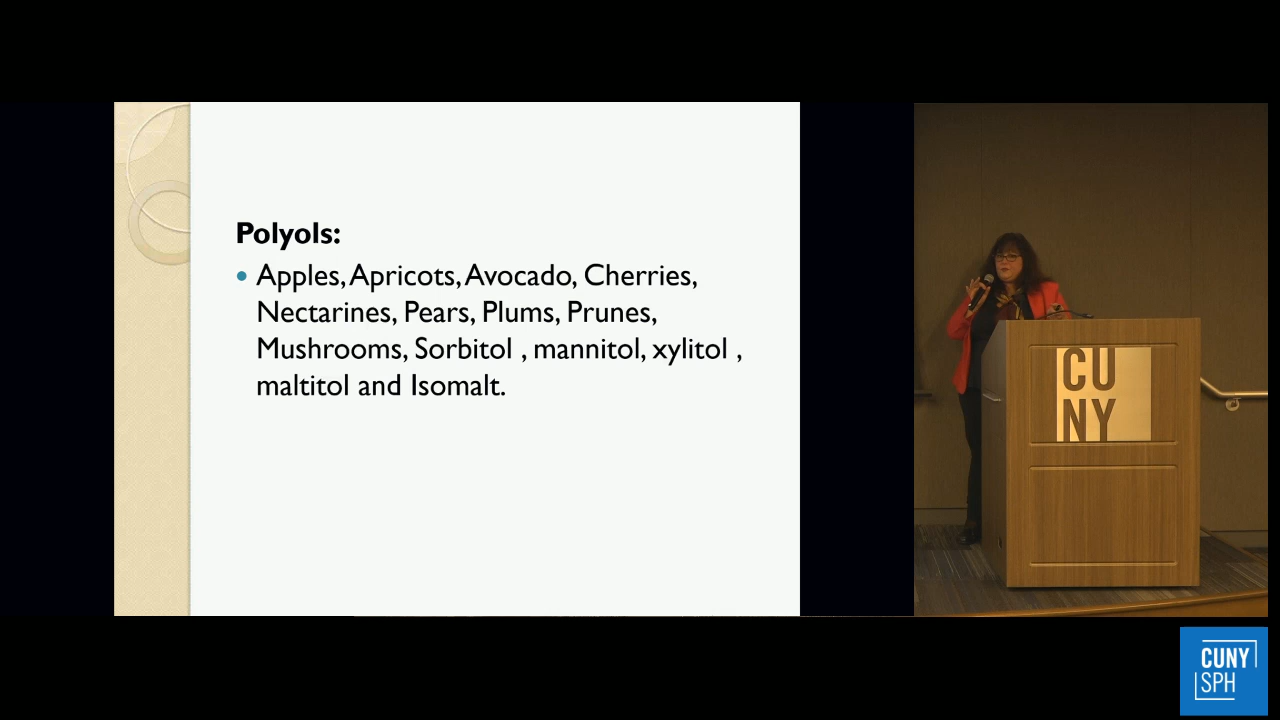 Polyols:
• Apples, Apricots, Avocado, Cherries,
Nectarines, Pears, Plums, Prunes,
Mushrooms, Sorbitol , mannitol, xylitol ,
maltitol and Isomalt.
CU
NY
CUNY
SPH